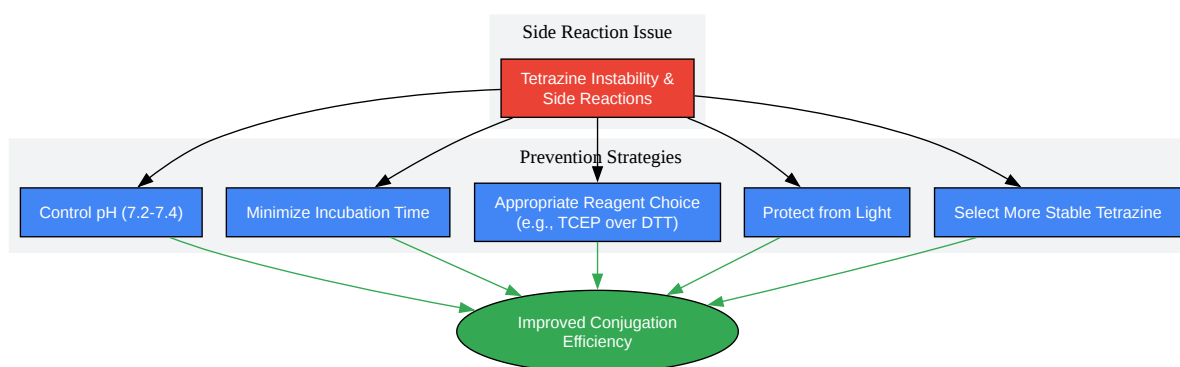 Side Reaction Issue
Tetrazine Instability &
Side Reactions
Prevention Strategies
Control pH (7.2-7.4)
Minimize Incubation Time
Appropriate Reagent Choice
(e.g., TCEP over DTT)
Protect from Light
Select More Stable Tetrazine
Improved Conjugation
Efficiency